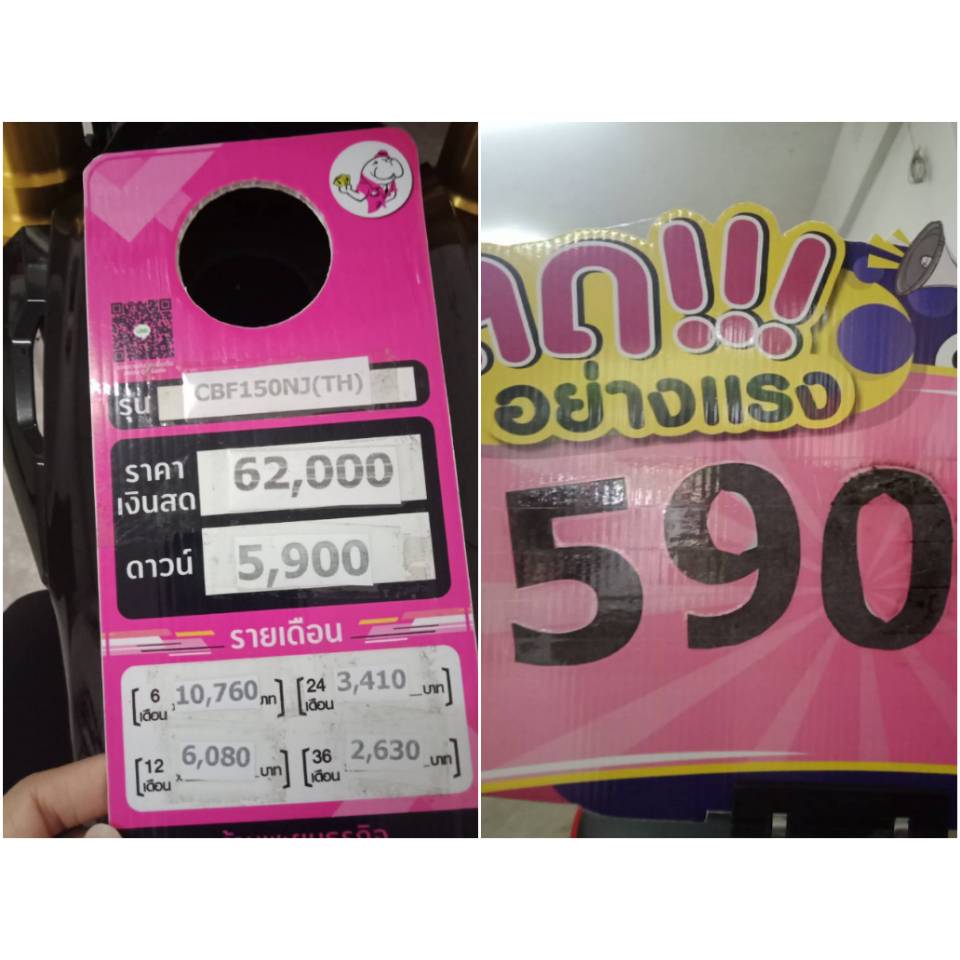 รุ่น CBF150NJ(TH)
ราคา
เงินสด 62,000
ดาวน์ 5,900
รายเดือน
6 เดือน 10,760 บาท
24 เดือน 3,410 บาท
12 เดือน 6,080 บาท
36 เดือน 2,630 บาท
ลด!!!
อย่างแรง
590